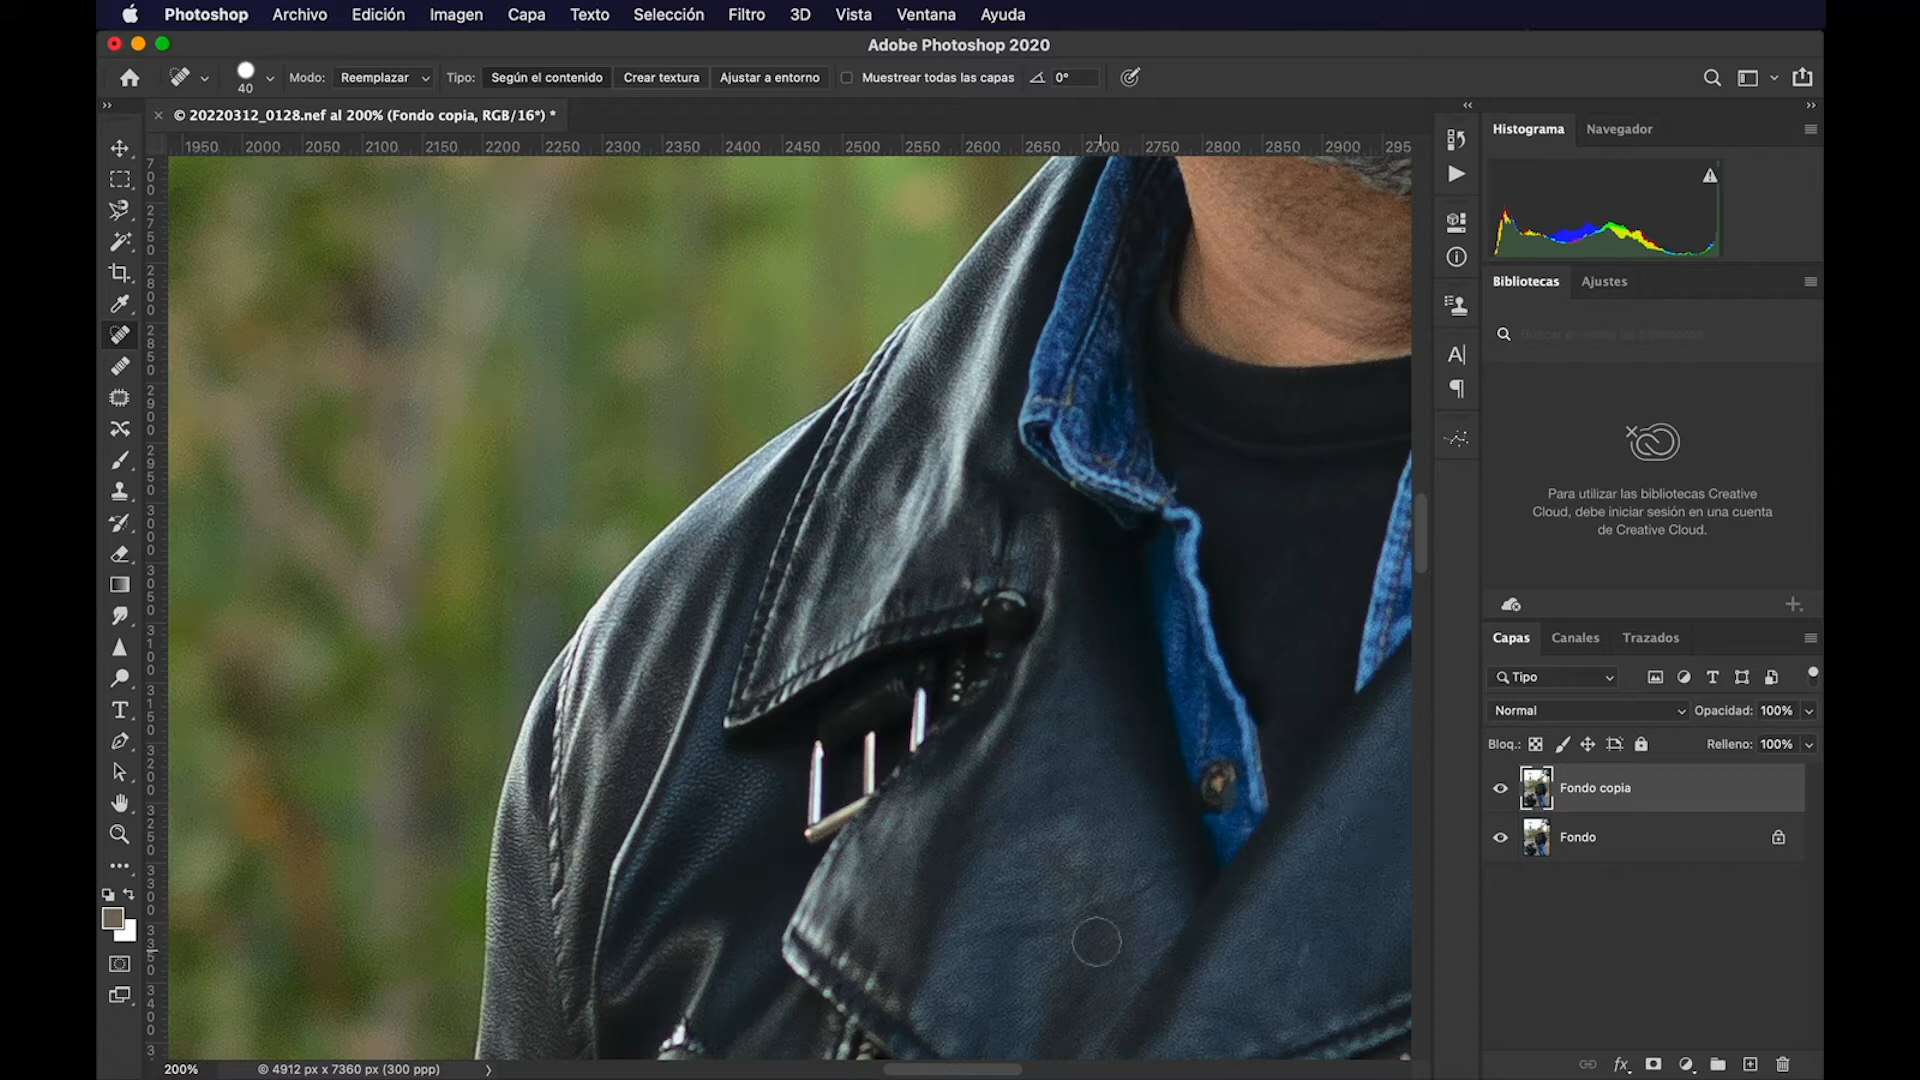 Photoshop Archivo Edición Imagen Capa Texto Selección Filtro 3D Vista Ventana Ayuda
Adobe Photoshop 2020
40 Modo: Reemplazar Tipo: Según el contenido Crear textura Ajustar a entorno Muestrear todas las capas 0°
© 20220312_0128.nef al 200% (Fondo copia, RGB/16*) *
1950 2000 2050 2100 2150 2200 2250 2300 2350 2400 2450 2500 2550 2600 2650 2700 2750 2800 2850 2900 295
Histograma Navegador
Bibliotecas Ajustes
Para utilizar las bibliotecas Creative
Cloud, debe iniciar sesión en una cuenta
de Creative Cloud.
Capas Canales Trazados
Tipo
Normal Opacidad: 100%
Bloq.: Relleno: 100%
Fondo copia
Fondo
200% © 4912 px x 7360 px (300 ppp)